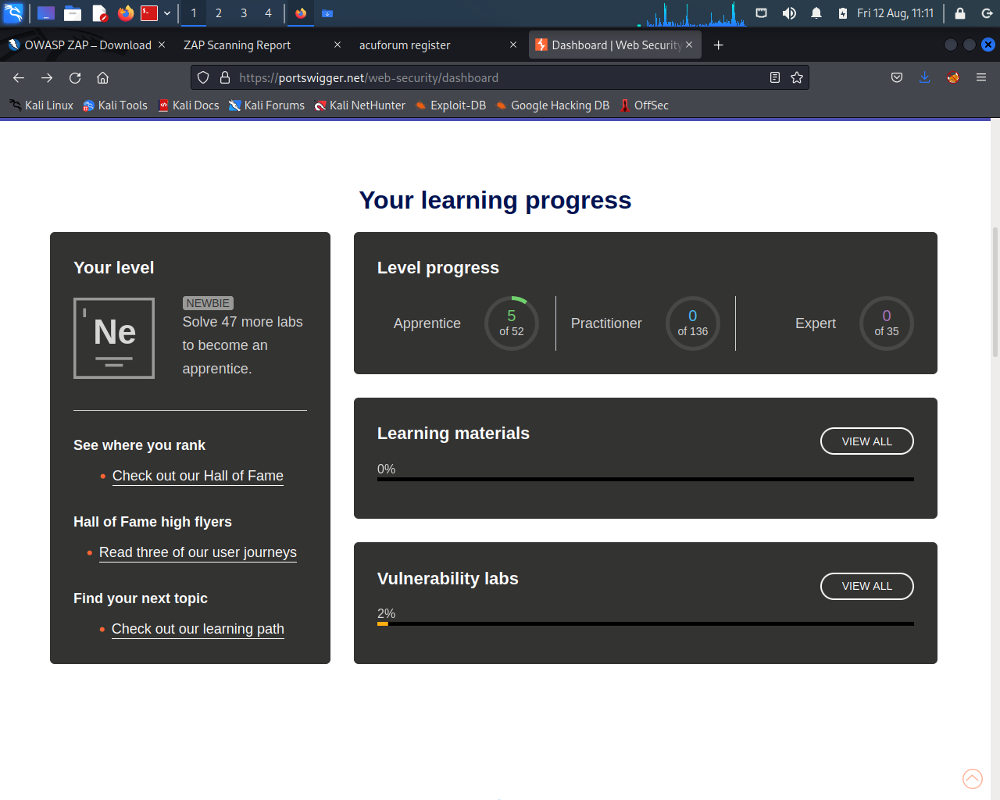 1 2 3 4 Fri 12 Aug, 11:11
OWASP ZAP – Download ZAP Scanning Report acuforum register Dashboard | Web Security
https://portswigger.net/web-security/dashboard
Kali Linux Kali Tools Kali Docs Kali Forums Kali NetHunter Exploit-DB Google Hacking DB OffSec
Your learning progress
Your level
Ne
NEWBIE
Solve 47 more labs
to become an
apprentice.
See where you rank
• Check out our Hall of Fame
Hall of Fame high flyers
• Read three of our user journeys
Find your next topic
• Check out our learning path
Level progress
Apprentice
5
of 52
Practitioner
0
of 136
Expert
0
of 35
Learning materials
VIEW ALL
0%
Vulnerability labs
VIEW ALL
2%